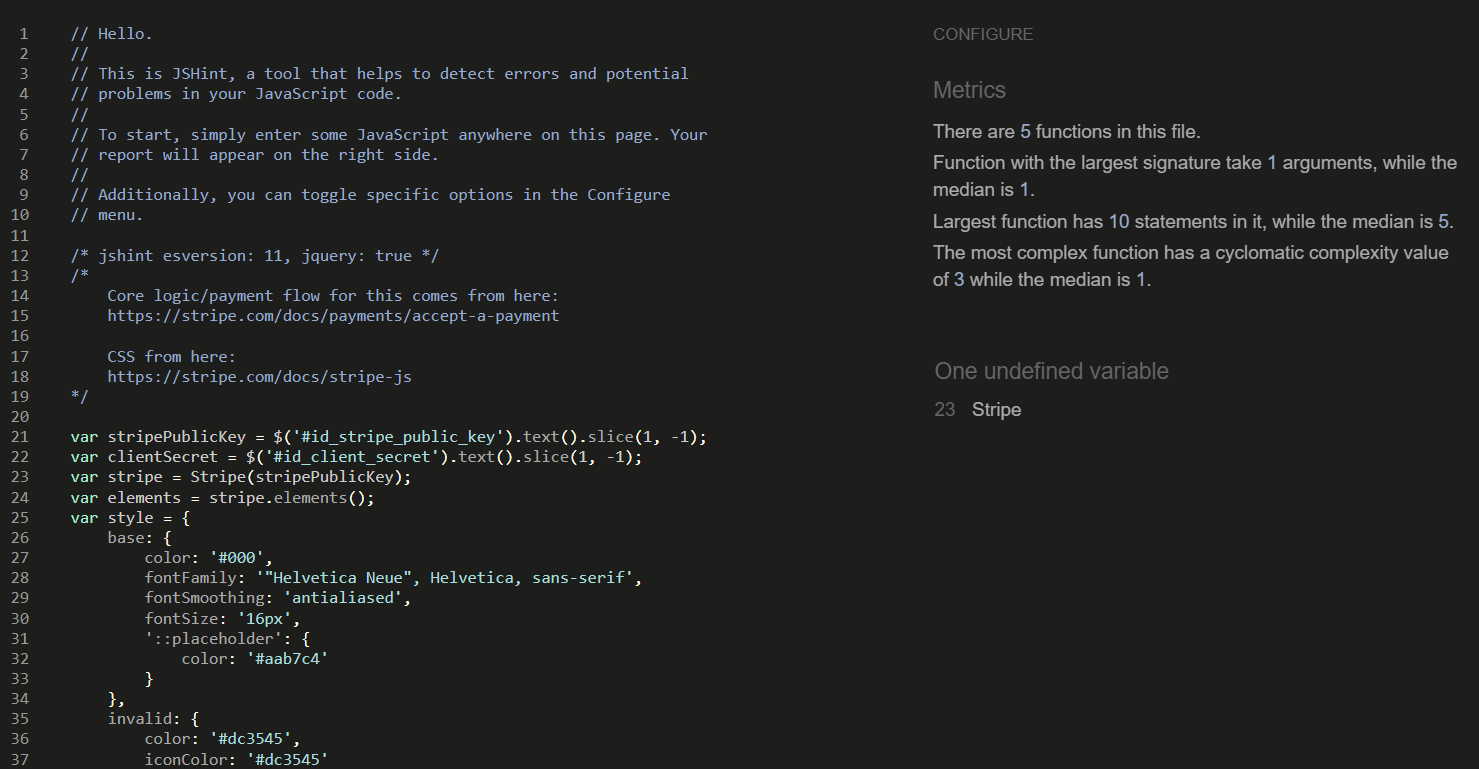 1 // Hello.
2 //
3 // This is JSHint, a tool that helps to detect errors and potential
4 // problems in your JavaScript code.
5 //
6 // To start, simply enter some JavaScript anywhere on this page. Your
7 // report will appear on the right side.
8 //
9 // Additionally, you can toggle specific options in the Configure
10 // menu.
11
12 /* jshint esversion: 11, jquery: true */
13 /*
14     Core logic/payment flow for this comes from here:
15     https://stripe.com/docs/payments/accept-a-payment
16
17     CSS from here:
18     https://stripe.com/docs/stripe-js
19 */
20
21 var stripePublicKey = $('#id_stripe_public_key').text().slice(1, -1);
22 var clientSecret = $('#id_client_secret').text().slice(1, -1);
23 var stripe = Stripe(stripePublicKey);
24 var elements = stripe.elements();
25 var style = {
26     base: {
27         color: '#000',
28         fontFamily: '"Helvetica Neue", Helvetica, sans-serif',
29         fontSmoothing: 'antialiased',
30         fontSize: '16px',
31         '::placeholder': {
32             color: '#aab7c4'
33         }
34     },
35     invalid: {
36         color: '#dc3545',
37         iconColor: '#dc3545'
CONFIGURE
Metrics
There are 5 functions in this file.
Function with the largest signature take 1 arguments, while the
median is 1.
Largest function has 10 statements in it, while the median is 5.
The most complex function has a cyclomatic complexity value
of 3 while the median is 1.
One undefined variable
23 Stripe